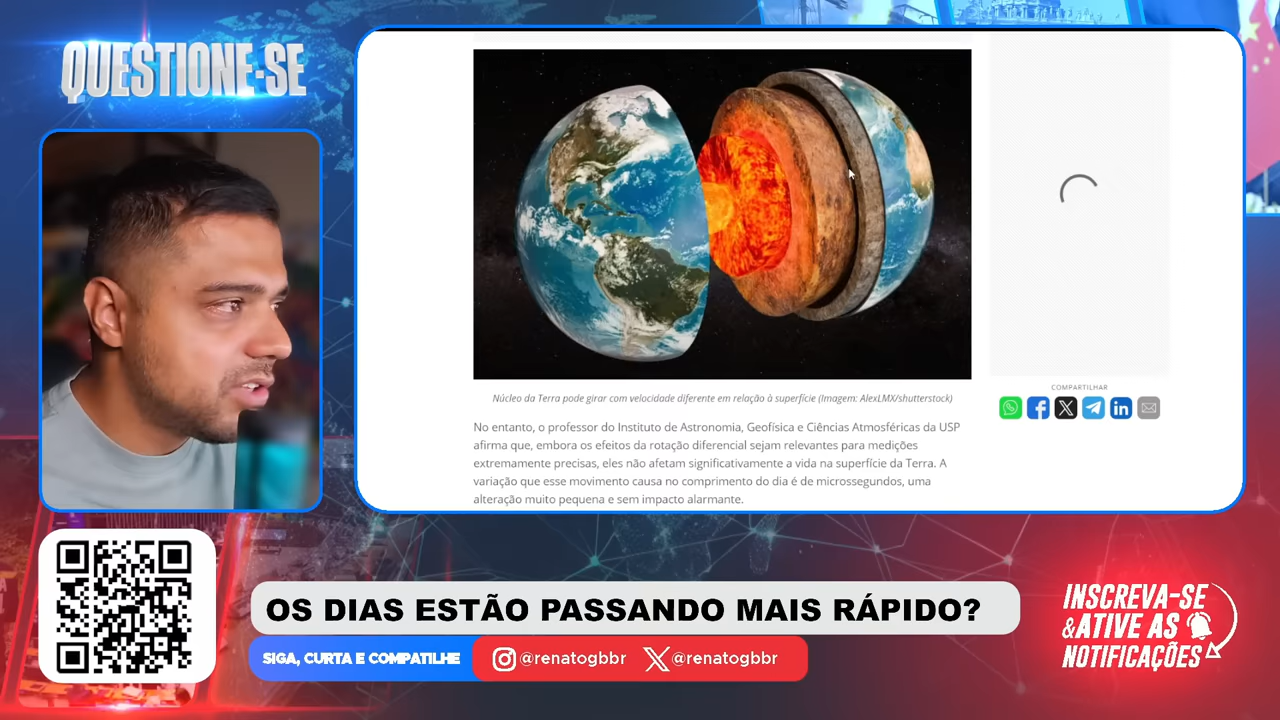 QUESTIONE-SE
Núcleo da Terra pode girar com velocidade diferente em relação à superfície (Imagem: AlexLMX/shutterstock)
No entanto, o professor do Instituto de Astronomia, Geofísica e Ciências Atmosféricas da USP
afirma que, embora os efeitos da rotação diferencial sejam relevantes para medições
extremamente precisas, eles não afetam significativamente a vida na superfície da Terra. A
variação que esse movimento causa no comprimento do dia é de microssegundos, uma
alteração muito pequena e sem impacto alarmante.
COMPARTILHAR
OS DIAS ESTÃO PASSANDO MAIS RÁPIDO?
SIGA, CURTA E COMPATILHE
@renatogbbr
@renatogbbr
INSCREVA-SE
&ATIVE AS
NOTIFICAÇÕES